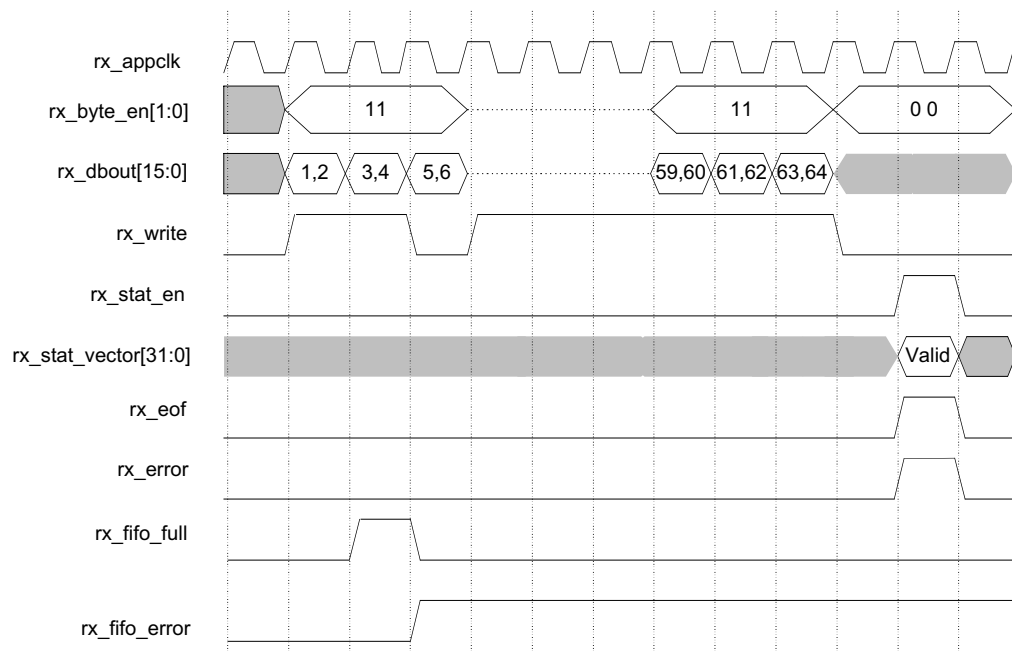 rx_appclk
rx_byte_en[1:0] 11 11 0 0
rx_dbout[15:0] 1,2 3,4 5,6 59,60 61,62 63,64
rx_write
rx_stat_en
rx_stat_vector[31:0] Valid
rx_eof
rx_error
rx_fifo_full
rx_fifo_error